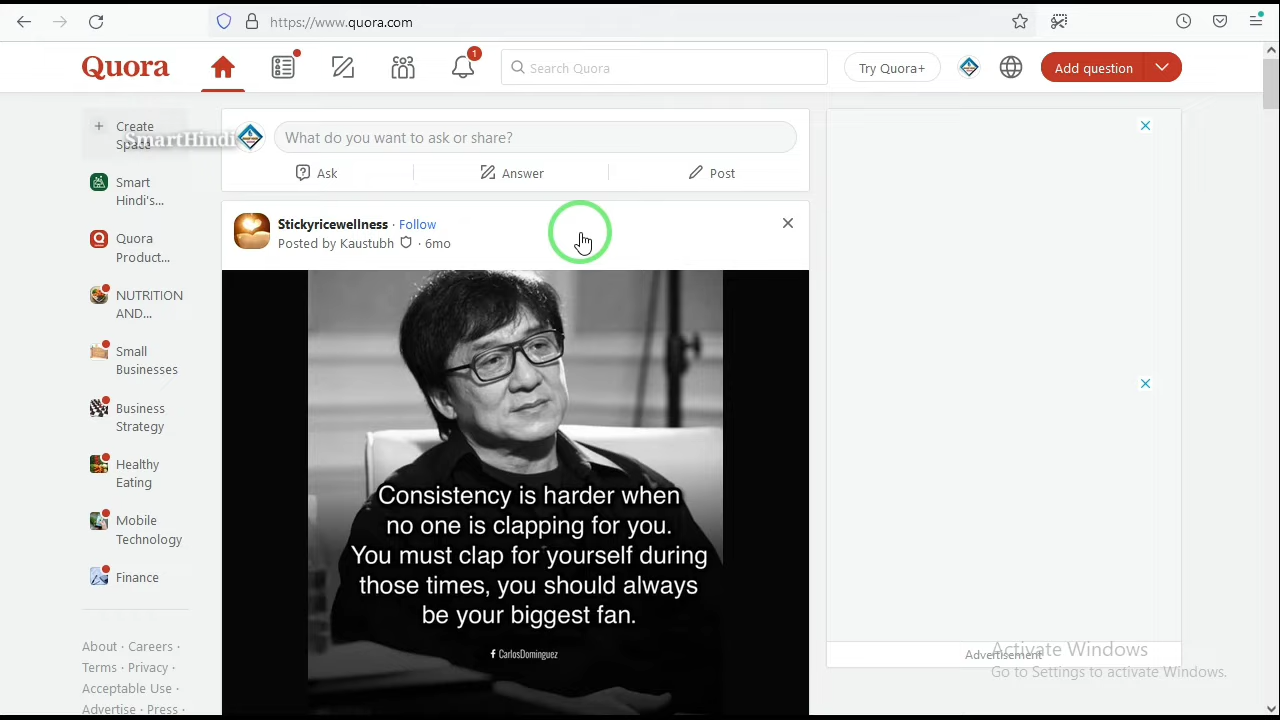 https://www.quora.com
Quora
1
Search Quora
Try Quora+
Add question
Create
Space
SmartHindi
Smart
Hindi's...
Quora
Product...
NUTRITION
AND...
Small
Businesses
Business
Strategy
Healthy
Eating
Mobile
Technology
Finance
About · Careers ·
Terms · Privacy ·
Acceptable Use ·
Advertise · Press ·
What do you want to ask or share?
Ask
Answer
Post
Stickyricewellness · Follow
Posted by Kaustubh · 6mo
Consistency is harder when
no one is clapping for you.
You must clap for yourself during
those times, you should always
be your biggest fan.
f CarlosDominguez
Advertisement
Activate Windows
Go to Settings to activate Windows.